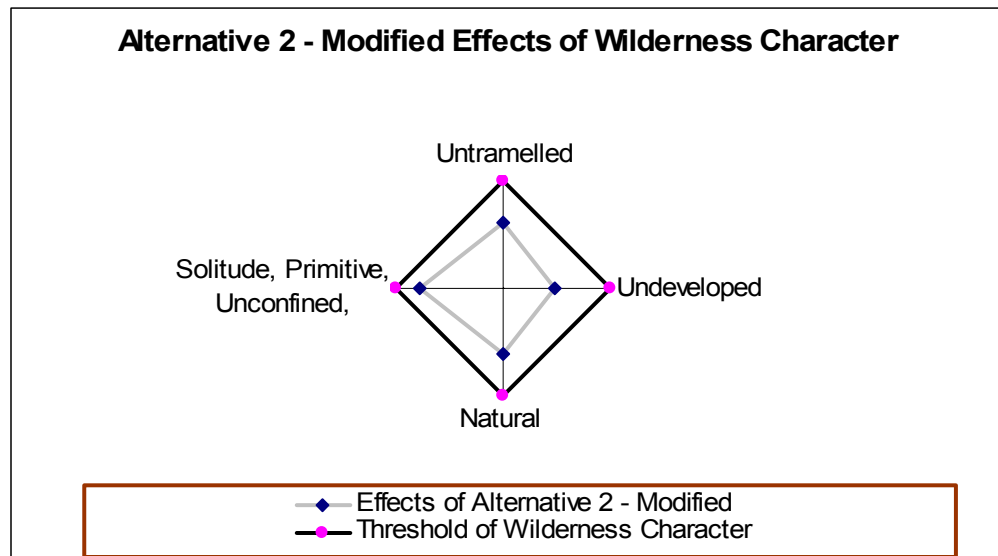 Alternative 2 - Modified Effects of Wilderness Character
Untramelled
Solitude, Primitive,
Unconfined,
Undeveloped
Natural
Effects of Alternative 2 - Modified
Threshold of Wilderness Character